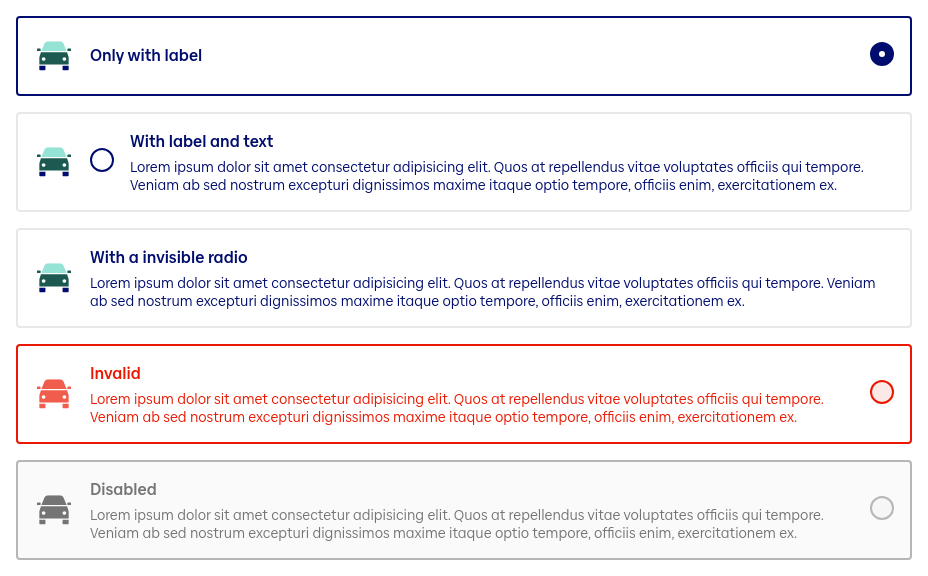 Only with label
With label and text
Lorem ipsum dolor sit amet consectetur adipisicing elit. Quos at repellendus vitae voluptates officiis qui tempore.
Veniam ab sed nostrum excepturi dignissimos maxime itaque optio tempore, officiis enim, exercitationem ex.
With a invisible radio
Lorem ipsum dolor sit amet consectetur adipisicing elit. Quos at repellendus vitae voluptates officiis qui tempore. Veniam
ab sed nostrum excepturi dignissimos maxime itaque optio tempore, officiis enim, exercitationem ex.
Invalid
Lorem ipsum dolor sit amet consectetur adipisicing elit. Quos at repellendus vitae voluptates officiis qui tempore.
Veniam ab sed nostrum excepturi dignissimos maxime itaque optio tempore, officiis enim, exercitationem ex.
Disabled
Lorem ipsum dolor sit amet consectetur adipisicing elit. Quos at repellendus vitae voluptates officiis qui tempore.
Veniam ab sed nostrum excepturi dignissimos maxime itaque optio tempore, officiis enim, exercitationem ex.